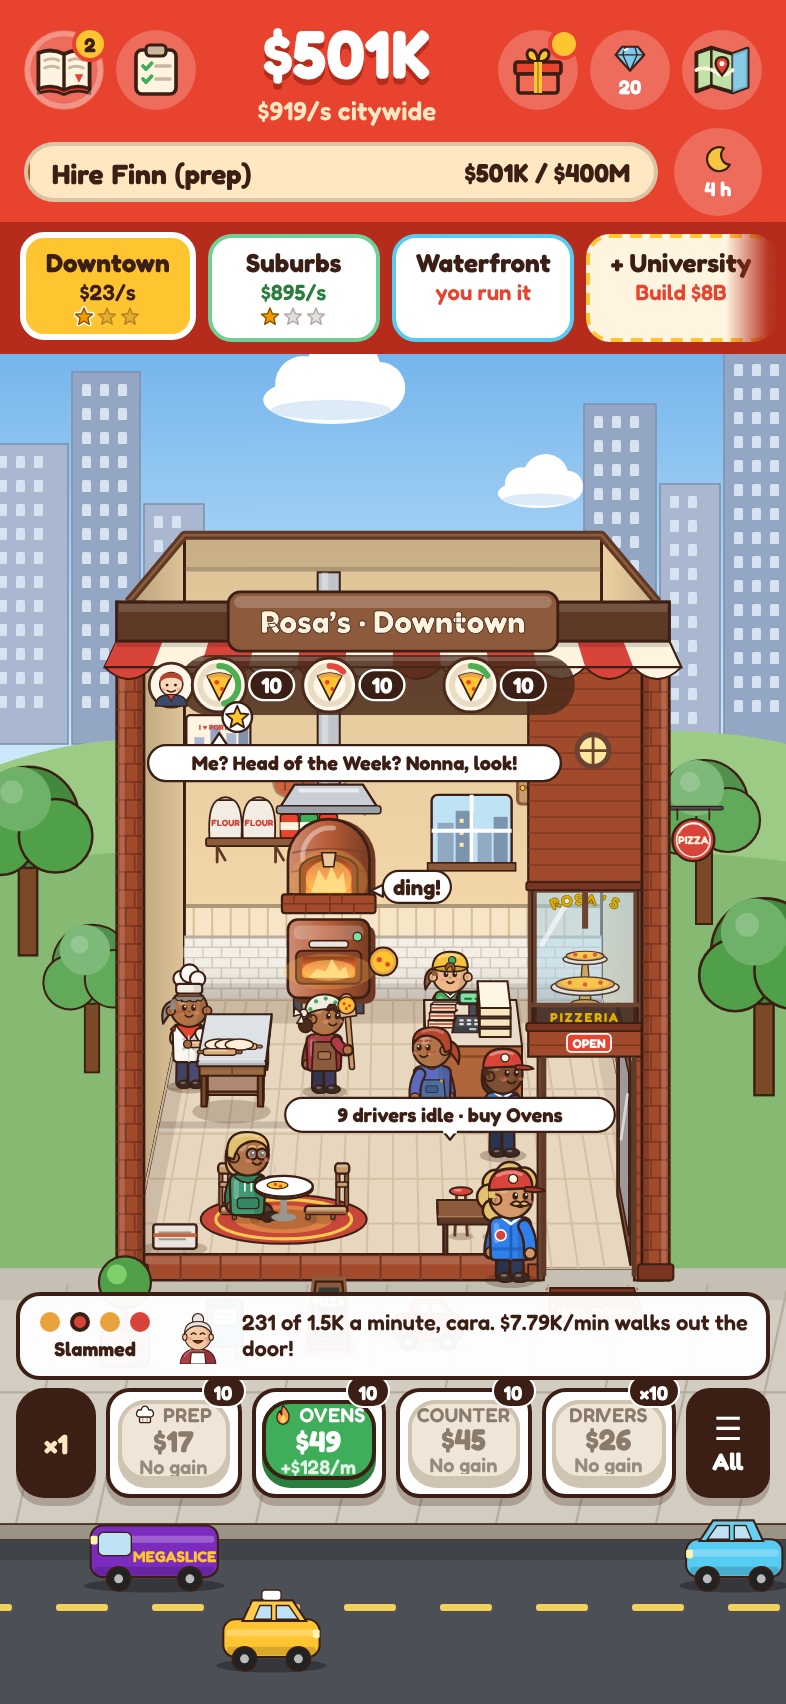 2
$501K
$919/s citywide
20
Hire Finn (prep)
$501K / $400M
4 h
Downtown
$23/s
Suburbs
$895/s
Waterfront
you run it
+ University
Build $8B
Rosa's · Downtown
10
10
10
Me? Head of the Week? Nonna, look!
FLOUR
FLOUR
PIZZA
ding!
ROSA'S
PIZZERIA
OPEN
9 drivers idle · buy Ovens
Slammed
231 of 1.5K a minute, cara. $7.79K/min walks out the
door!
x1
10
PREP
$17
No gain
10
OVENS
$49
+$128/m
10
COUNTER
$45
No gain
x10
DRIVERS
$26
No gain
All
MEGASLICE